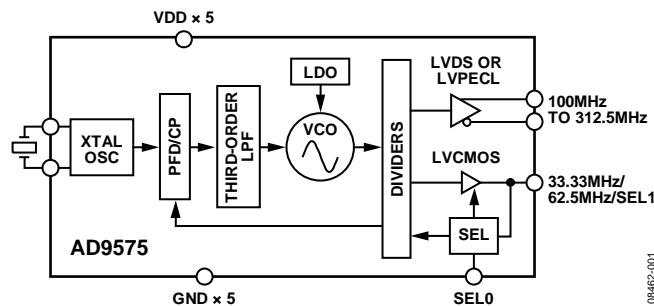 VDD × 5
XTAL
OSC
PFD/CP
THIRD-ORDER
LPF
LDO
VCO
DIVIDERS
LVDS OR
LVPECL
100MHz
TO 312.5MHz
LVCMOS
33.33MHz/
62.5MHz/SEL1
SEL
AD9575
GND × 5
SEL0
08462-001